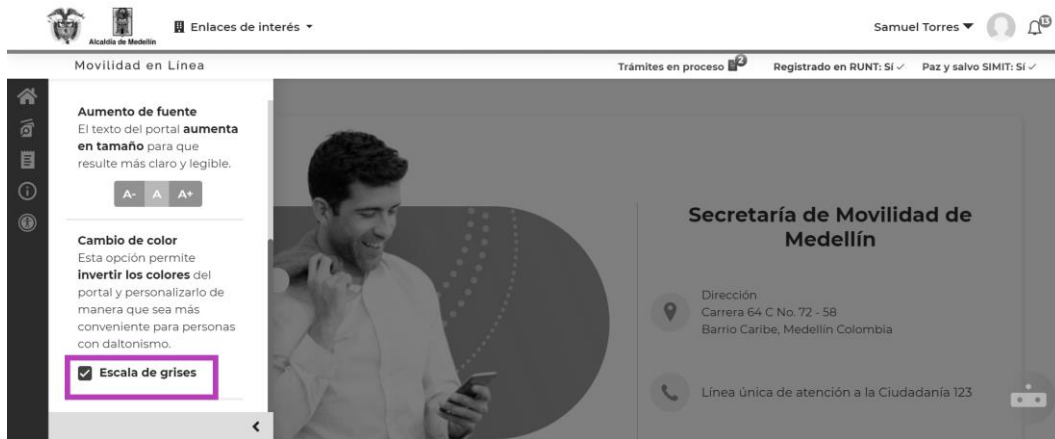 Alcaldía de Medellín
Enlaces de interés
Samuel Torres
13
Movilidad en Línea
Trámites en proceso 2
Registrado en RUNT: Sí
Paz y salvo SIMIT: Sí
Aumento de fuente
El texto del portal aumenta
en tamaño para que
resulte más claro y legible.
A- A A+
Cambio de color
Esta opción permite
invertir los colores del
portal y personalizarlo de
manera que sea más
conveniente para personas
con daltonismo.
Escala de grises
Secretaría de Movilidad de
Medellín
Dirección
Carrera 64 C No. 72 - 58
Barrio Caribe, Medellín Colombia
Línea única de atención a la Ciudadanía 123